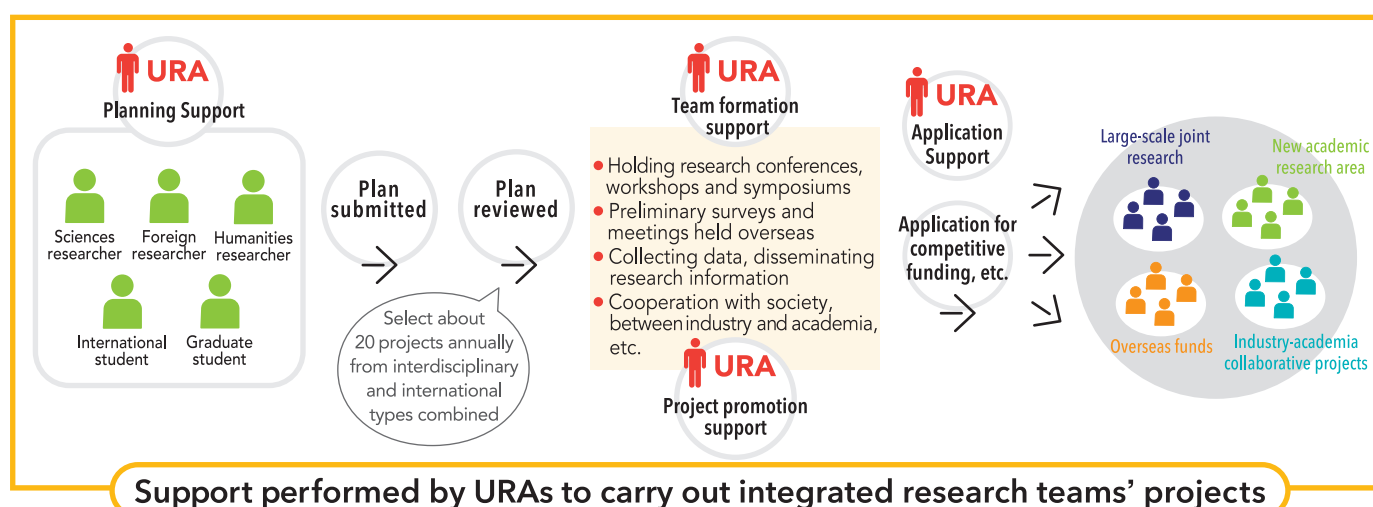 URA
Planning Support
Sciences
researcher
Foreign
researcher
Humanities
researcher
International
student
Graduate
student
Plan
submitted
Plan
reviewed
Select about
20 projects annually
from interdisciplinary
and international
types combined
URA
Team formation
support
• Holding research conferences,
workshops and symposiums
• Preliminary surveys and
meetings held overseas
• Collecting data, disseminating
research information
• Cooperation with society,
between industry and academia,
etc.
URA
Project promotion
support
URA
Application
Support
Application for
competitive
funding, etc.
Large-scale joint
research
New academic
research area
Overseas funds
Industry-academia
collaborative projects
Support performed by URAs to carry out integrated research teams' projects